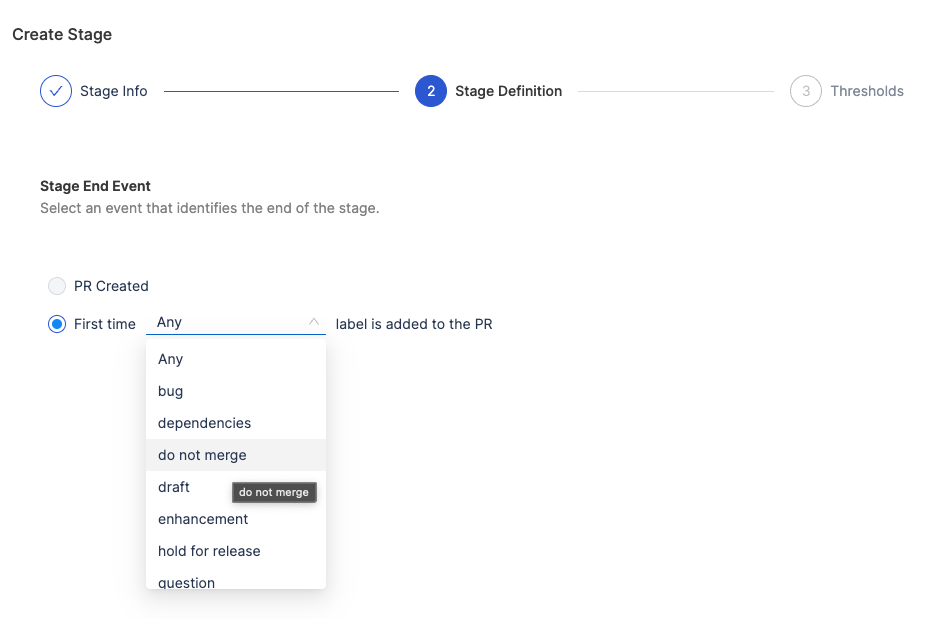 Create Stage
Stage Info
2 Stage Definition
3 Thresholds
Stage End Event
Select an event that identifies the end of the stage.
PR Created
First time Any label is added to the PR
Any
bug
dependencies
do not merge
draft
do not merge
enhancement
hold for release
question